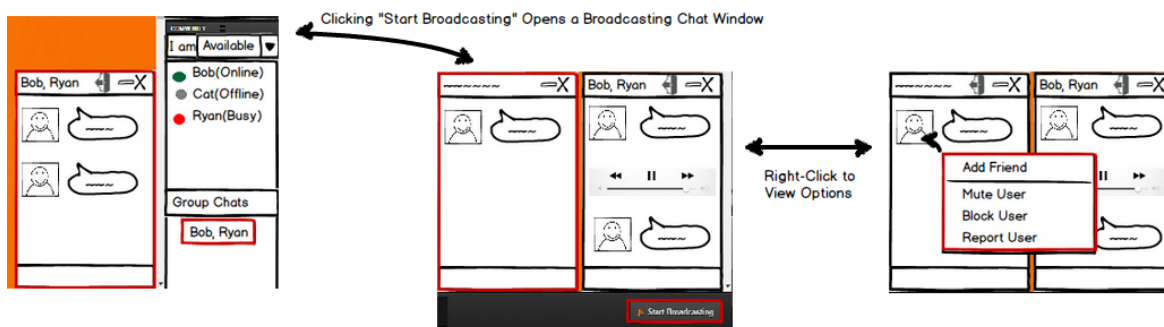 Clicking "Start Broadcasting" Opens a Broadcasting Chat Window
COMMUNITY
I am Available
Bob, Ryan
Bob(Online)
Cat(Offline)
Ryan(Busy)
Group Chats
Bob, Ryan
Bob, Ryan
Start Broadcasting
Right-Click to
View Options
Bob, Ryan
Add Friend
Mute User
Block User
Report User